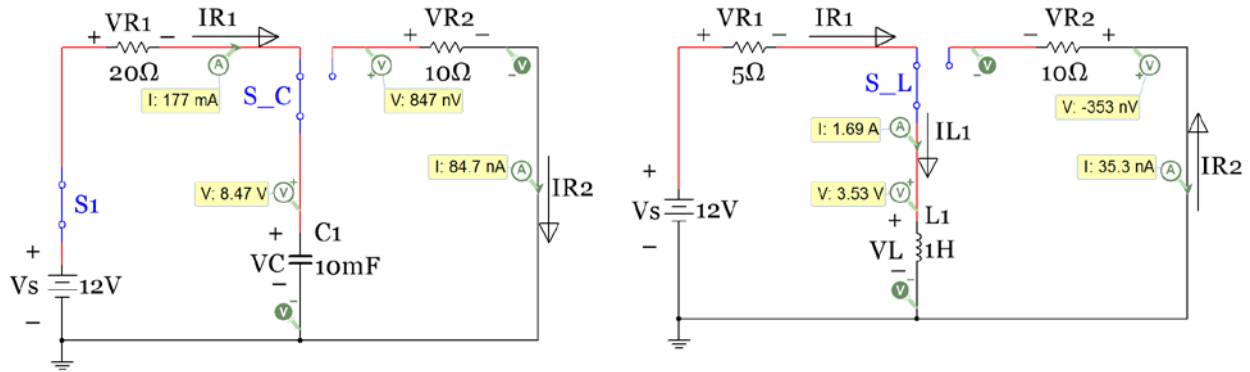 VR1
IR1
VR2
+
−
+
−
A
V
+
−
V
20Ω
10Ω
I: 177 mA
V: 847 nV
S_C
I: 84.7 nA
A
IR2
V: 8.47 V
V
+
S1
+
C1
VC
10mF
−
+
Vs
12V
−
V
−
VR1
IR1
VR2
+
−
−
+
V
−
V
+
5Ω
10Ω
S_L
V: -353 nV
I: 1.69 A
A
IL1
I: 35.3 nA
A
IR2
V: 3.53 V
V
+
+
L1
VL
1H
−
+
Vs
12V
−
V
−